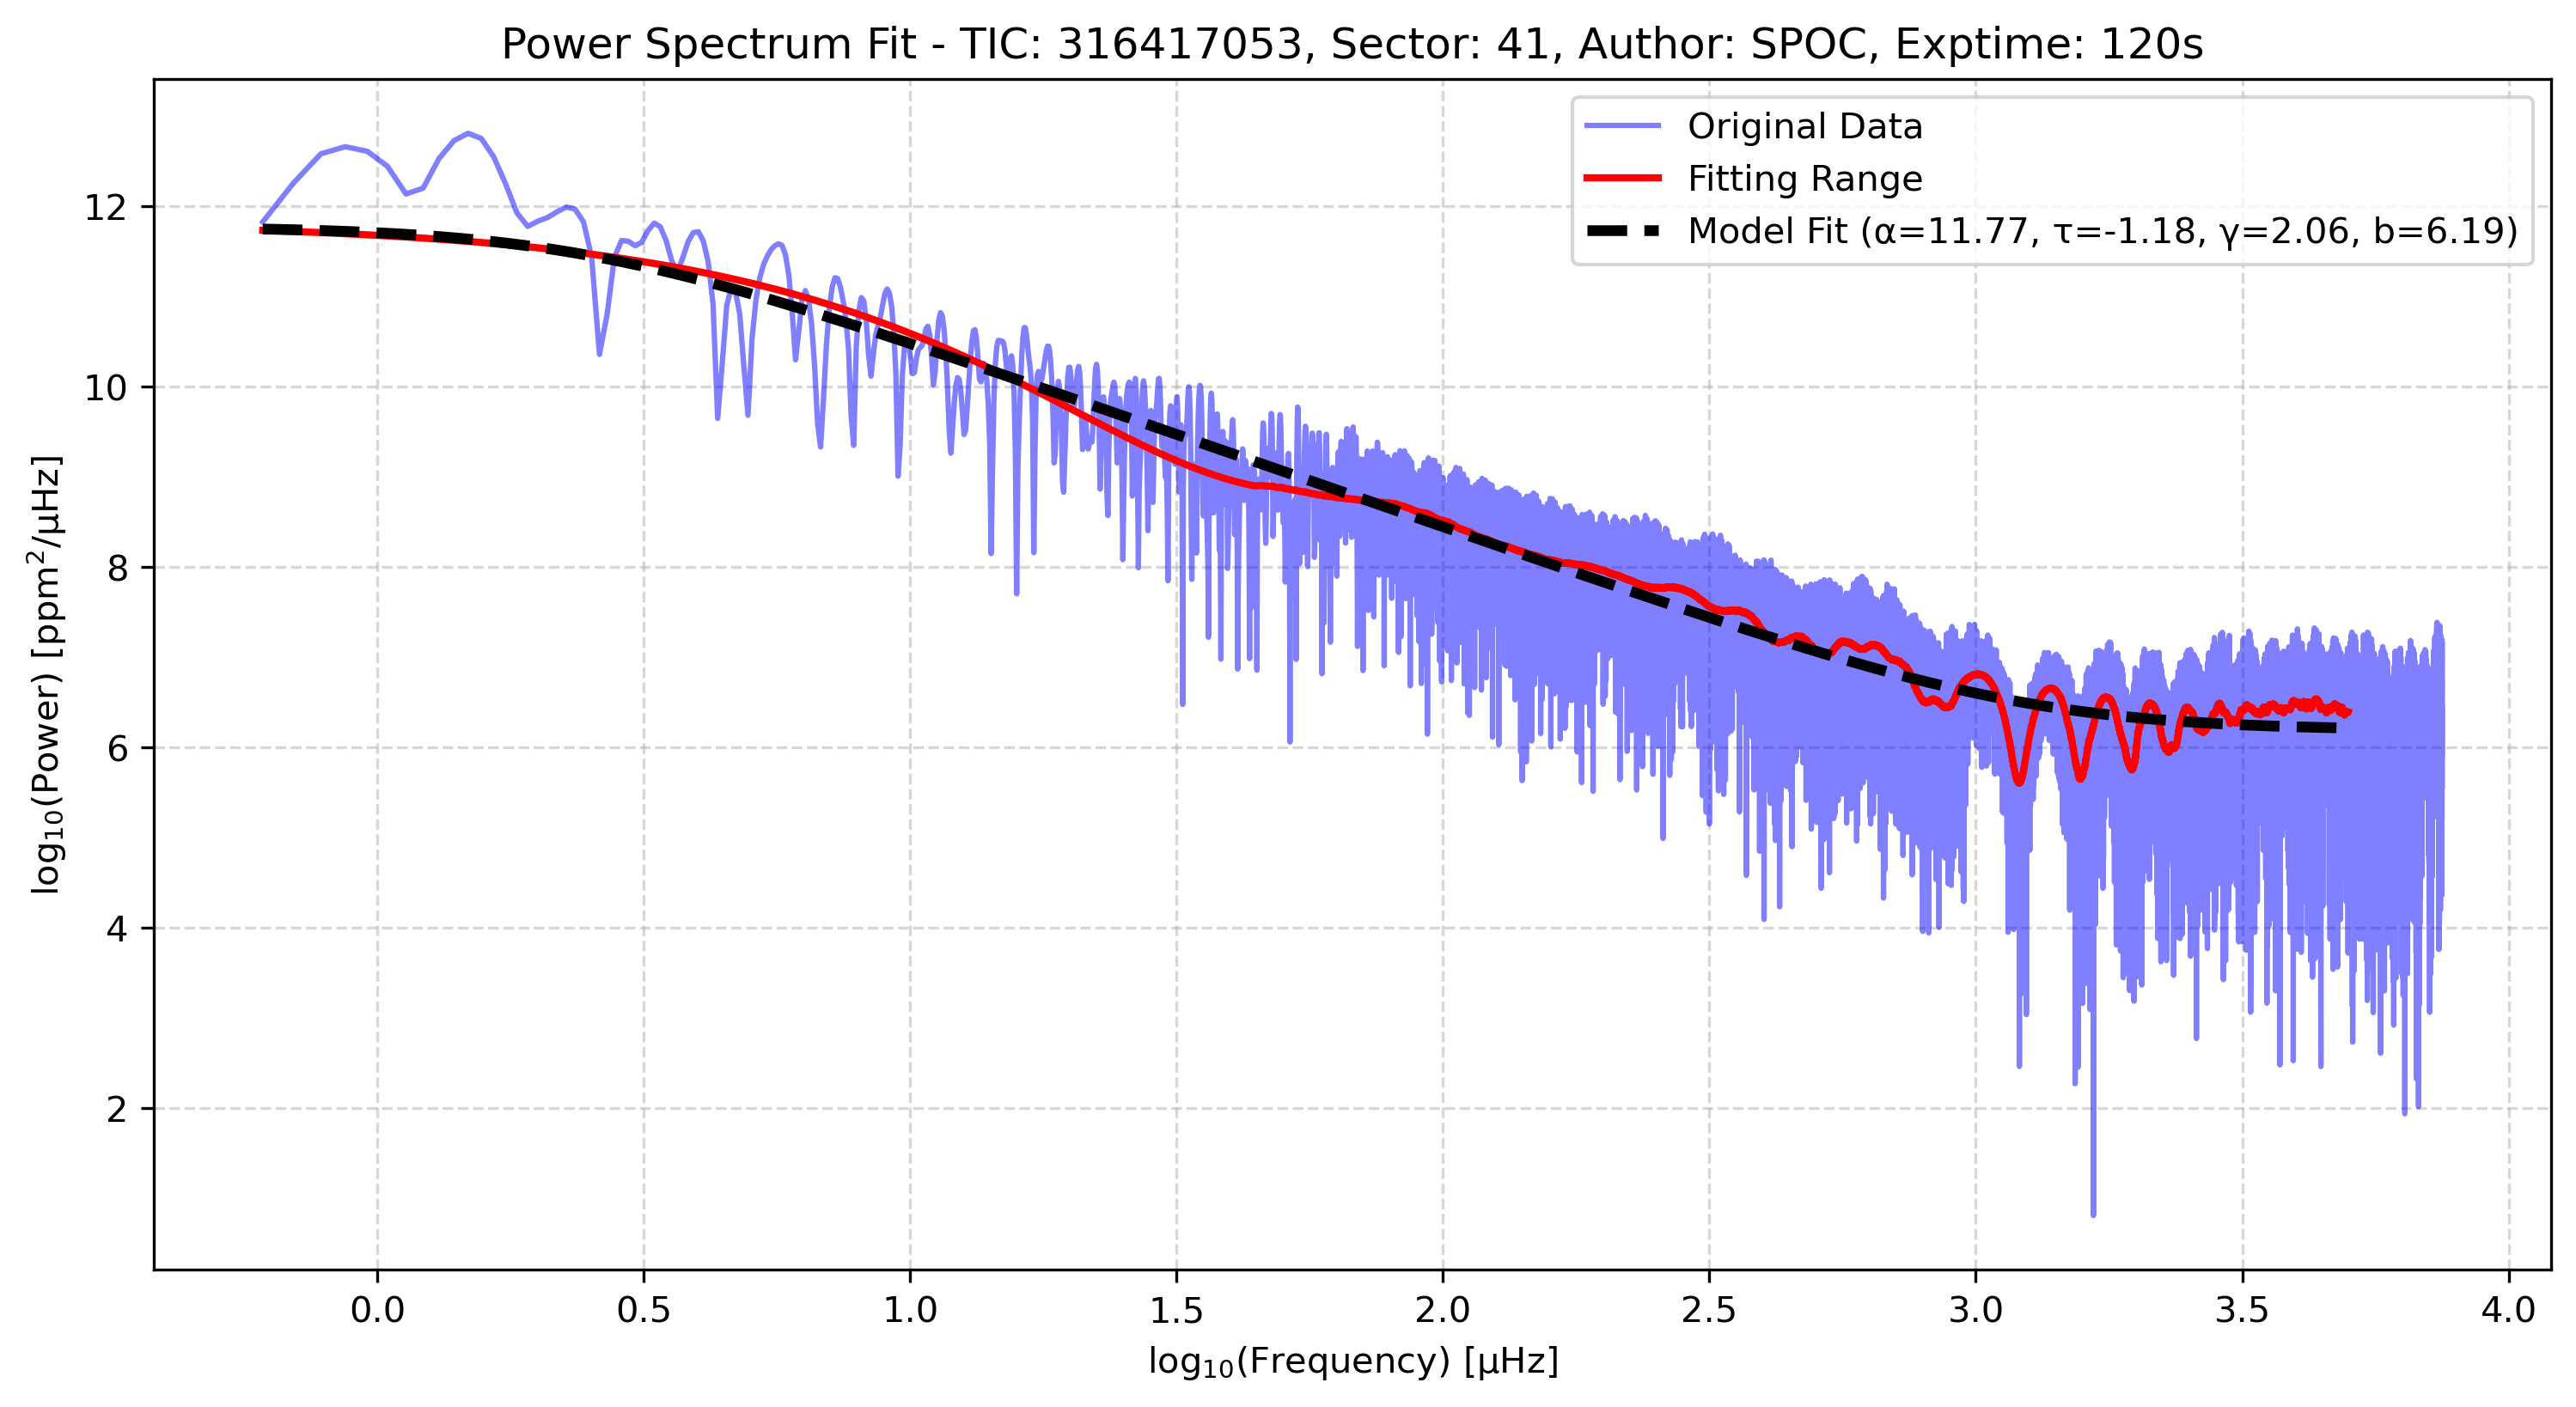 Power Spectrum Fit - TIC: 316417053, Sector: 41, Author: SPOC, Exptime: 120s
Original Data
Fitting Range
Model Fit (α=11.77, τ=-1.18, γ=2.06, b=6.19)
log₁₀(Power) [ppm²/μHz]
12
10
8
6
4
2
0.0 0.5 1.0 1.5 2.0 2.5 3.0 3.5 4.0
log₁₀(Frequency) [μHz]